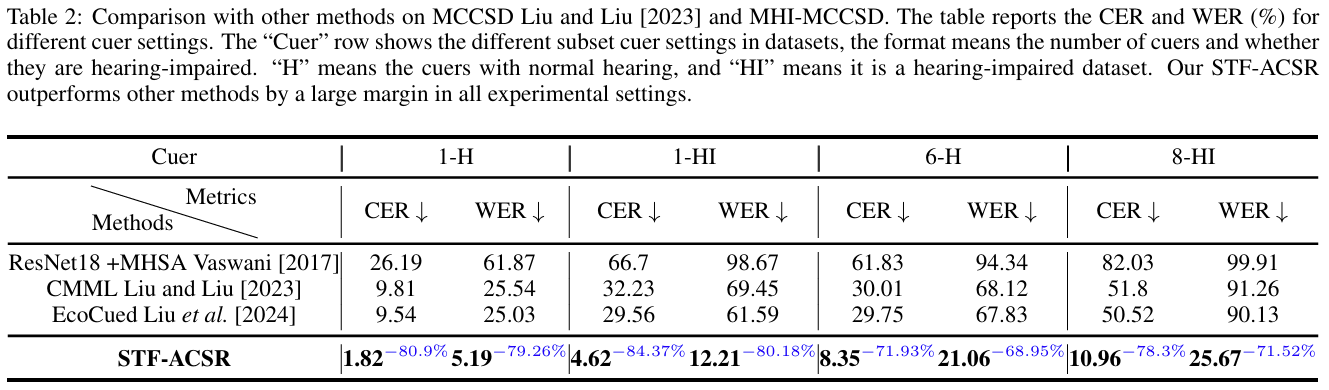 Table 2: Comparison with other methods on MCCSD Liu and Liu [2023] and MHI-MCCSD. The table reports the CER and WER (%) for
different cuer settings. The “Cuer” row shows the different subset cuer settings in datasets, the format means the number of cuers and whether
they are hearing-impaired. “H” means the cuers with normal hearing, and “HI” means it is a hearing-impaired dataset. Our STF-ACSR
outperforms other methods by a large margin in all experimental settings.
Cuer 1-H 1-HI 6-H 8-HI
Metrics
Methods
CER ↓ WER ↓ CER ↓ WER ↓ CER ↓ WER ↓ CER ↓ WER ↓
ResNet18 +MHSA Vaswani [2017] 26.19 61.87 66.7 98.67 61.83 94.34 82.03 99.91
CMML Liu and Liu [2023] 9.81 25.54 32.23 69.45 30.01 68.12 51.8 91.26
EcoCued Liu et al. [2024] 9.54 25.03 29.56 61.59 29.75 67.83 50.52 90.13
STF-ACSR 1.82−80.9% 5.19−79.26% 4.62−84.37% 12.21−80.18% 8.35−71.93% 21.06−68.95% 10.96−78.3% 25.67−71.52%